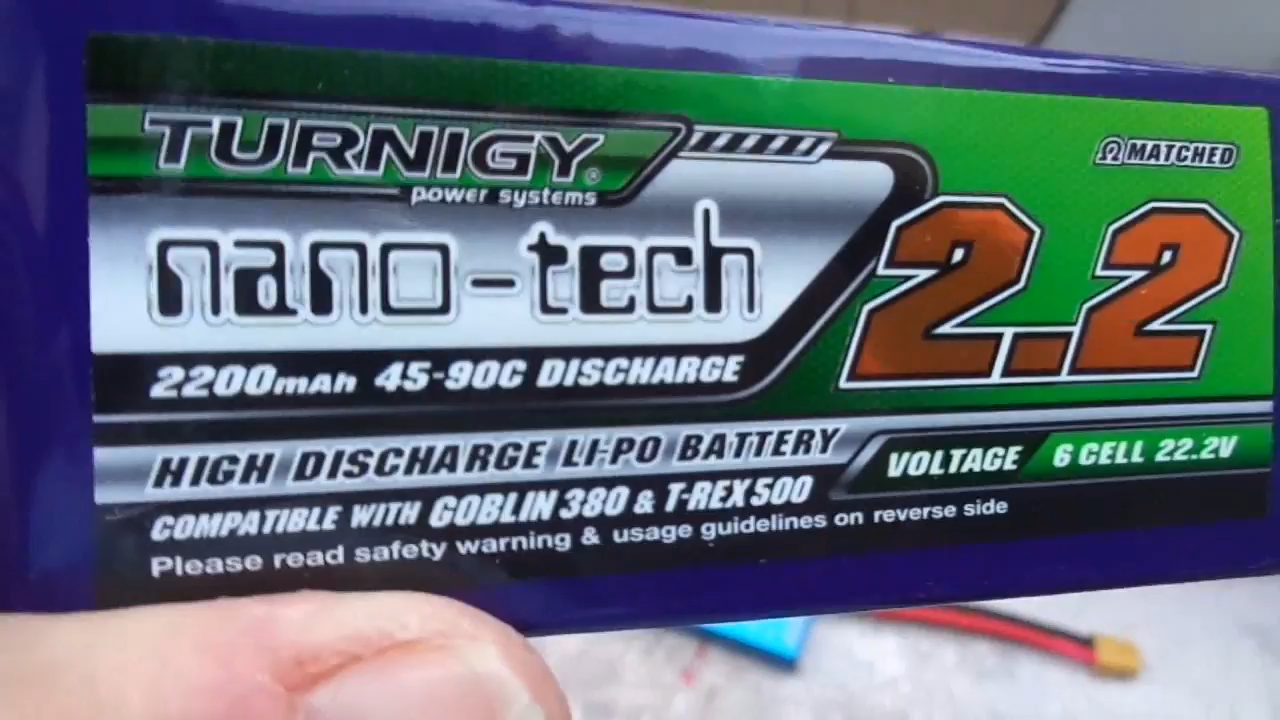 TURNIGY®
power systems
nano-tech
2200mAh 45-90C DISCHARGE
Ω MATCHED
2.2
HIGH DISCHARGE LI-PO BATTERY
VOLTAGE 6 CELL 22.2V
COMPATIBLE WITH GOBLIN 380 & T-REX 500
Please read safety warning & usage guidelines on reverse side